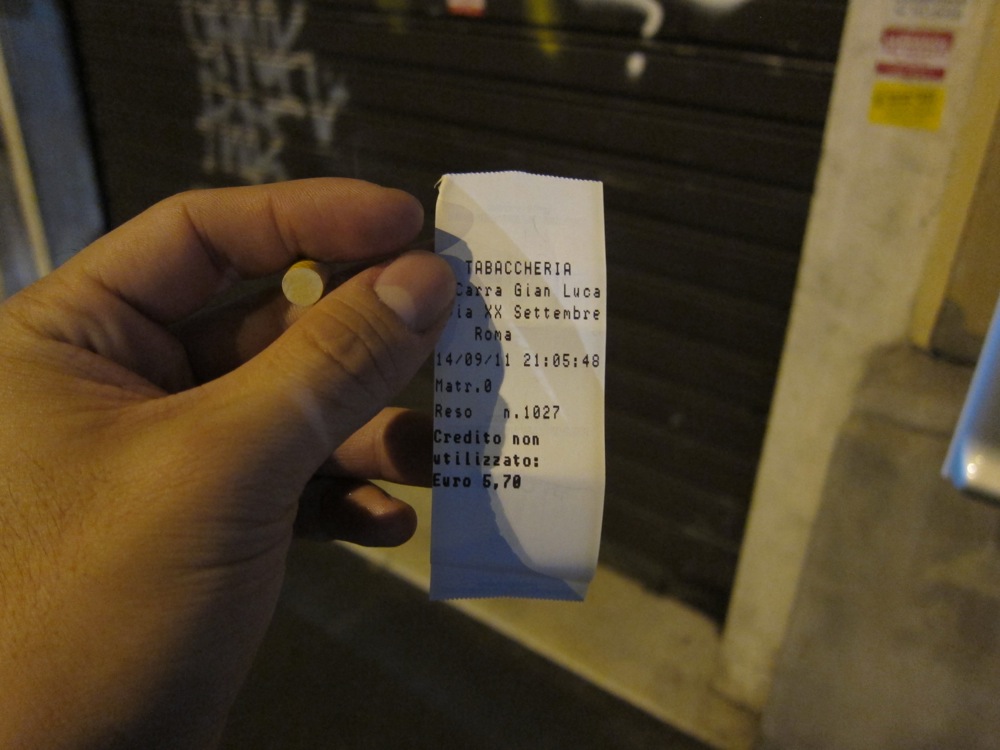 TABACCHERIA
Carra Gian Luca
Via XX Settembre
Roma
14/09/11 21:05:48
Matr.0
Reso n.1027
Credito non
utilizzato:
Euro 5,70